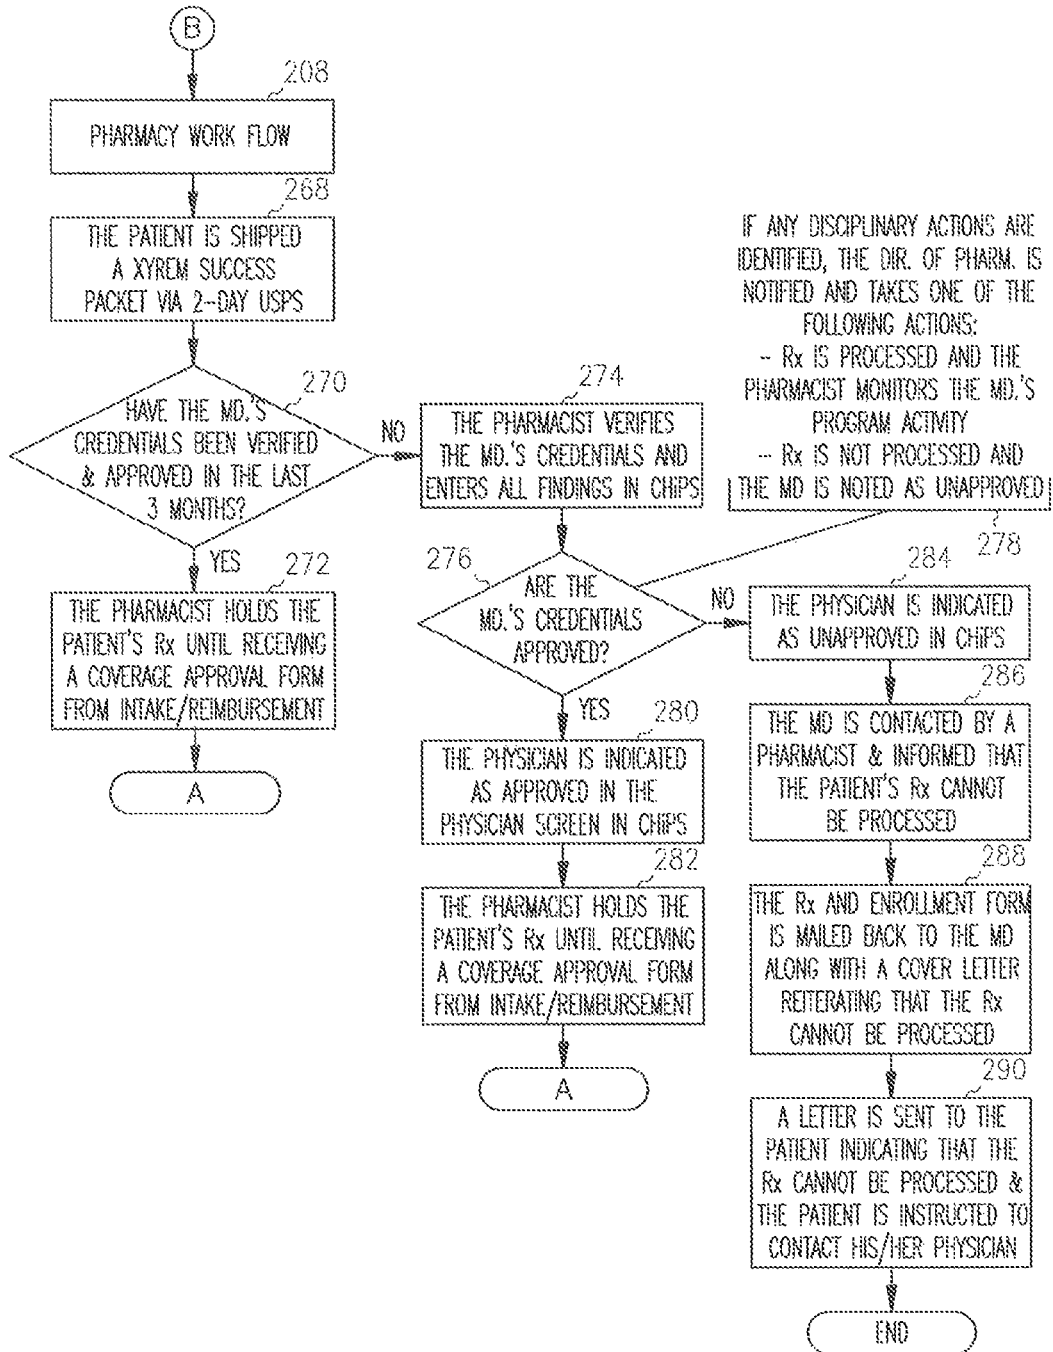 B
208
PHARMACY WORK FLOW
268
THE PATIENT IS SHIPPED
A XYREM SUCCESS
PACKET VIA 2-DAY USPS
270
HAVE THE MD.'S
CREDENTIALS BEEN VERIFIED
& APPROVED IN THE LAST
3 MONTHS?
NO
YES
272
THE PHARMACIST HOLDS THE
PATIENT'S Rx UNTIL RECEIVING
A COVERAGE APPROVAL FORM
FROM INTAKE/REIMBURSEMENT
A
274
THE PHARMACIST VERIFIES
THE MD.'S CREDENTIALS AND
ENTERS ALL FINDINGS IN CHIPS
IF ANY DISCIPLINARY ACTIONS ARE
IDENTIFIED, THE DIR. OF PHARM. IS
NOTIFIED AND TAKES ONE OF THE
FOLLOWING ACTIONS:
-- Rx IS PROCESSED AND THE
PHARMACIST MONITORS THE MD.'S
PROGRAM ACTIVITY
-- Rx IS NOT PROCESSED AND
THE MD IS NOTED AS UNAPPROVED
278
276
ARE THE
MD.'S CREDENTIALS
APPROVED?
NO
YES
280
THE PHYSICIAN IS INDICATED
AS APPROVED IN THE
PHYSICIAN SCREEN IN CHIPS
282
THE PHARMACIST HOLDS THE
PATIENT'S Rx UNTIL RECEIVING
A COVERAGE APPROVAL FORM
FROM INTAKE/REIMBURSEMENT
A
284
THE PHYSICIAN IS INDICATED
AS UNAPPROVED IN CHIPS
286
THE MD IS CONTACTED BY A
PHARMACIST & INFORMED THAT
THE PATIENT'S Rx CANNOT
BE PROCESSED
288
THE Rx AND ENROLLMENT FORM
IS MAILED BACK TO THE MD
ALONG WITH A COVER LETTER
REITERATING THAT THE Rx
CANNOT BE PROCESSED
290
A LETTER IS SENT TO THE
PATIENT INDICATING THAT THE
Rx CANNOT BE PROCESSED &
THE PATIENT IS INSTRUCTED TO
CONTACT HIS/HER PHYSICIAN
END